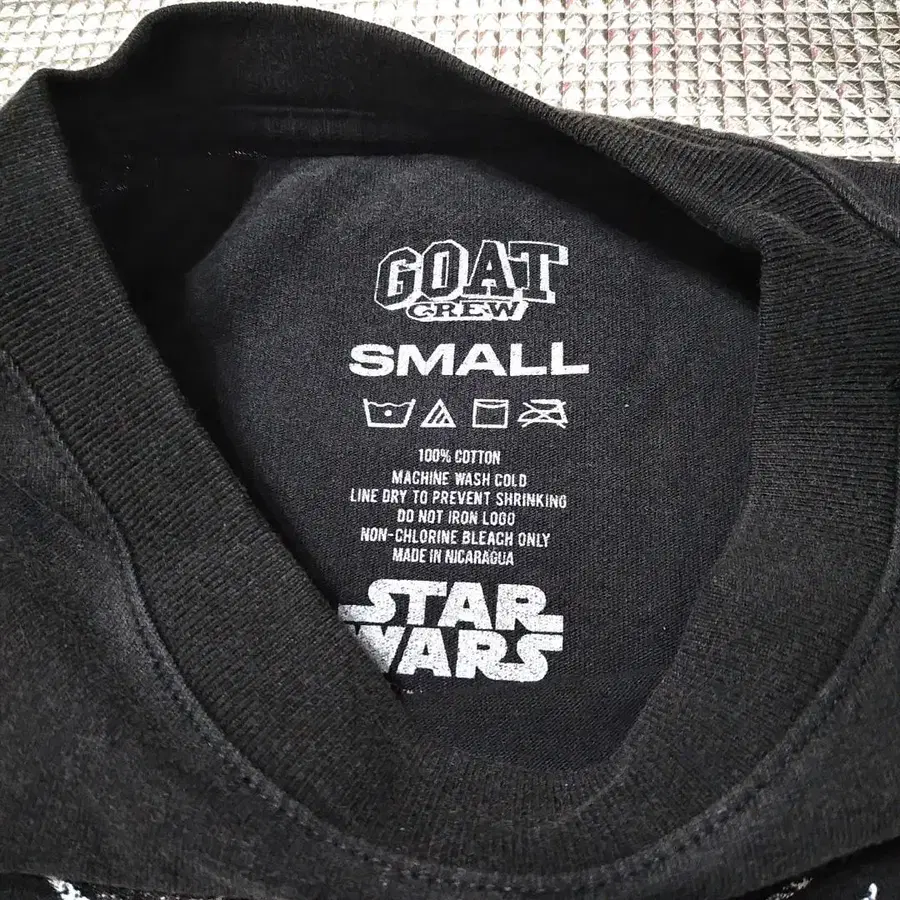 GOAT
CREW
SMALL
100% COTTON
MACHINE WASH COLD
LINE DRY TO PREVENT SHRINKING
DO NOT IRON LOGO
NON-CHLORINE BLEACH ONLY
MADE IN NICARAGUA
STAR
WARS